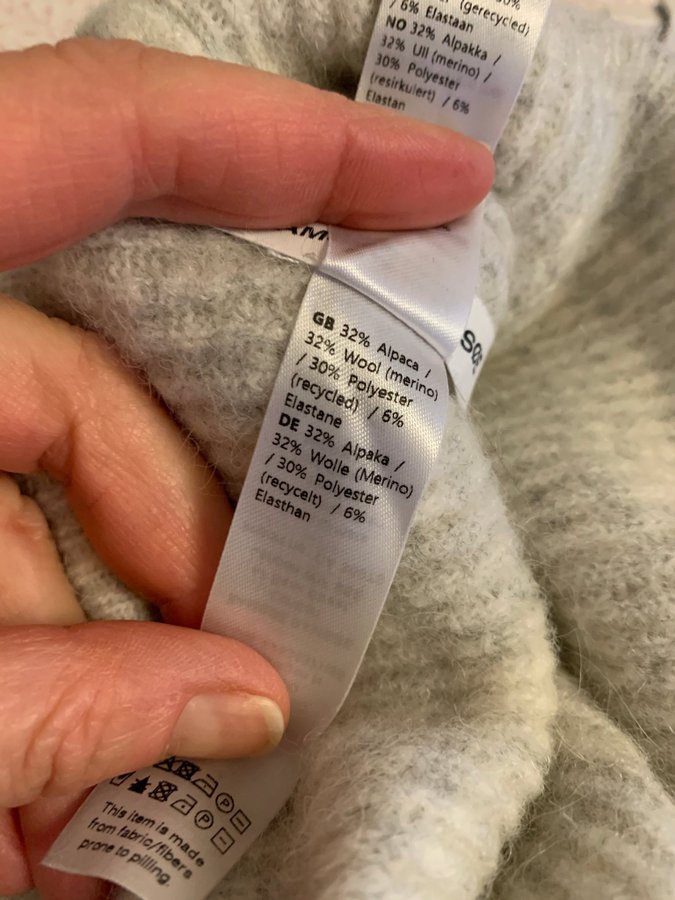 (gerecycled)
/ 6% Elastaan
NO 32% Alpakka /
32% Ull (merino) /
30% Polyester
(resirkulert) / 6%
Elastan
GB 32% Alpaca /
32% Wool (merino)
/ 30% Polyester
(recycled) / 6%
Elastane
DE 32% Alpaka /
32% Wolle (Merino)
/ 30% Polyester
(recycelt) / 6%
Elasthan
This item is made
from fabric/fibers
prone to pilling.